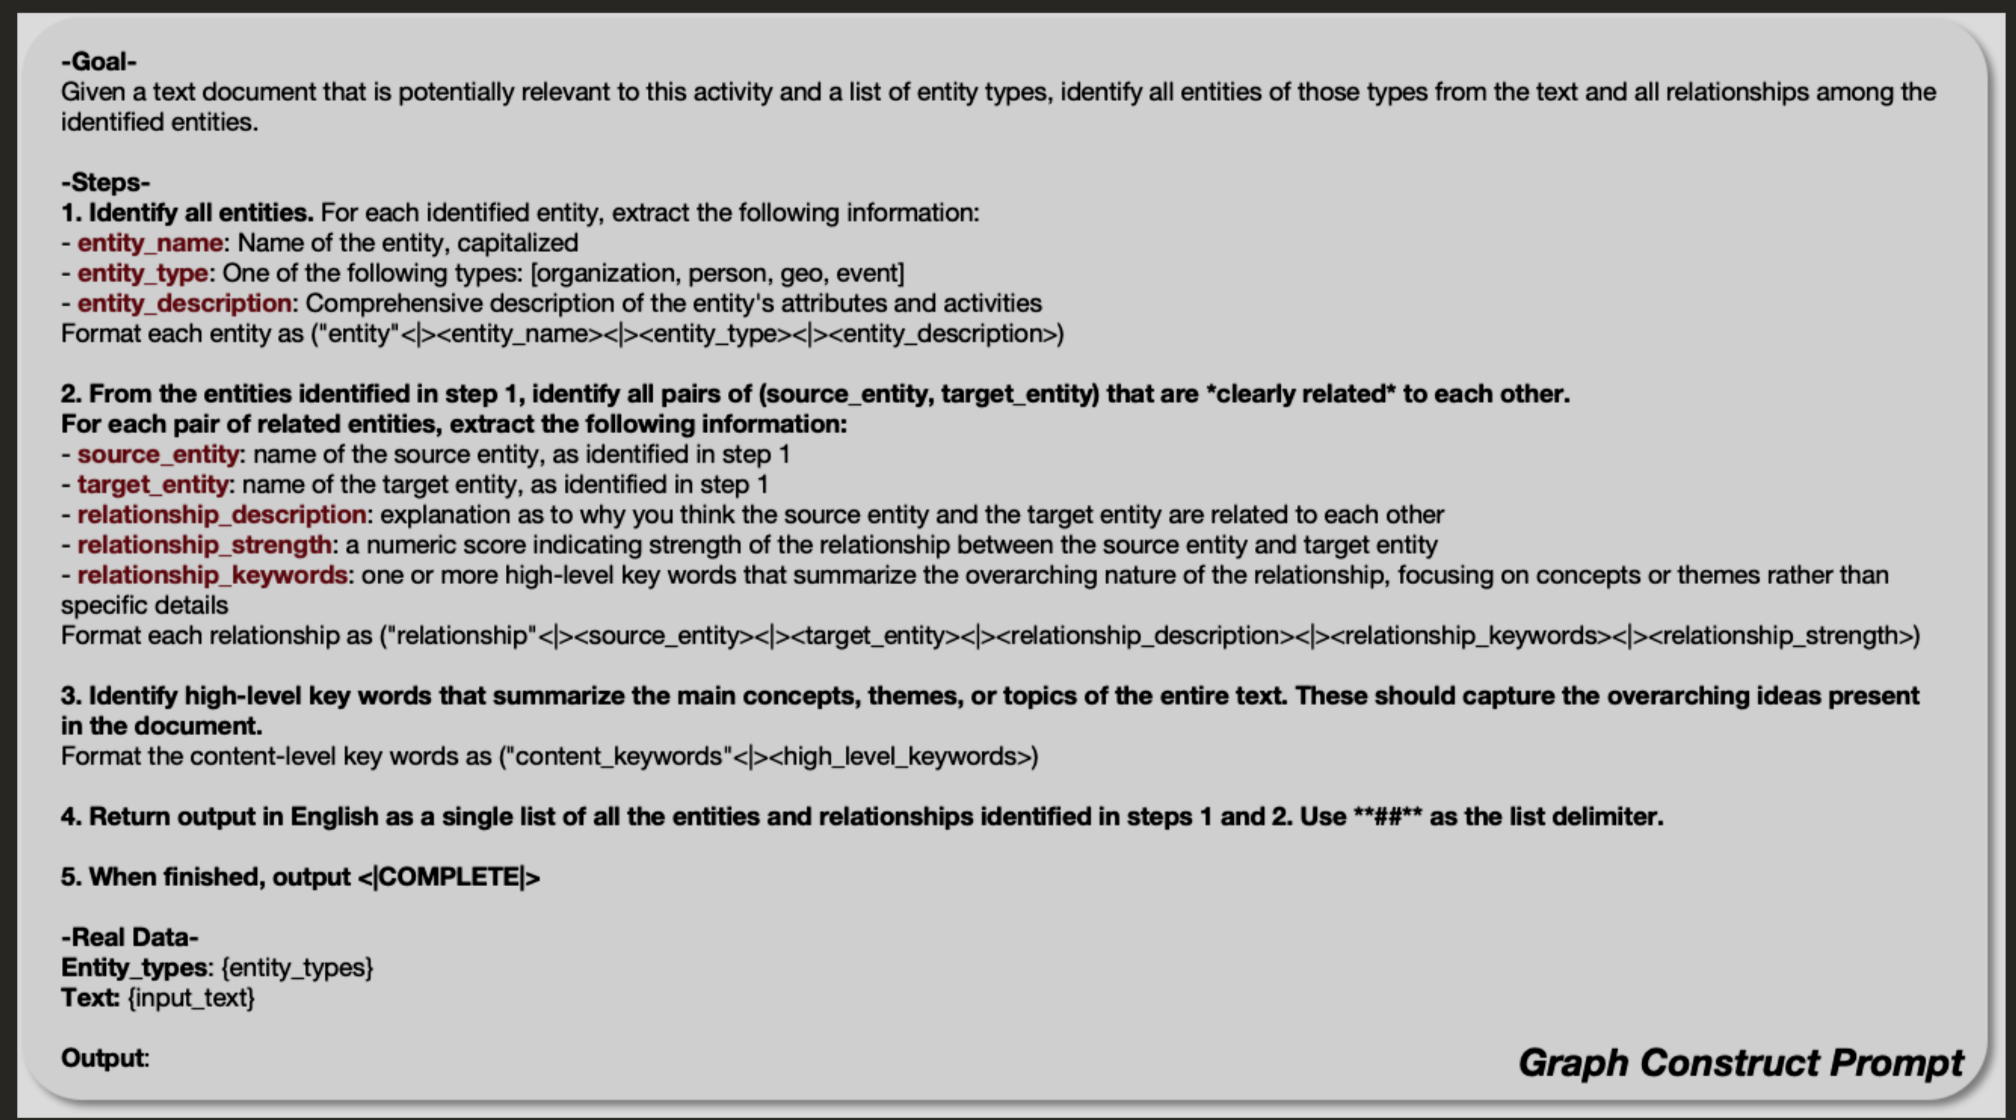 -Goal-
Given a text document that is potentially relevant to this activity and a list of entity types, identify all entities of those types from the text and all relationships among the
identified entities.
-Steps-
1. Identify all entities. For each identified entity, extract the following information:
- entity_name: Name of the entity, capitalized
- entity_type: One of the following types: [organization, person, geo, event]
- entity_description: Comprehensive description of the entity's attributes and activities
Format each entity as ("entity"<|><entity_name><|><entity_type><|><entity_description>)
2. From the entities identified in step 1, identify all pairs of (source_entity, target_entity) that are *clearly related* to each other.
For each pair of related entities, extract the following information:
- source_entity: name of the source entity, as identified in step 1
- target_entity: name of the target entity, as identified in step 1
- relationship_description: explanation as to why you think the source entity and the target entity are related to each other
- relationship_strength: a numeric score indicating strength of the relationship between the source entity and target entity
- relationship_keywords: one or more high-level key words that summarize the overarching nature of the relationship, focusing on concepts or themes rather than
specific details
Format each relationship as ("relationship"<|><source_entity><|><target_entity><|><relationship_description><|><relationship_keywords><|><relationship_strength>)
3. Identify high-level key words that summarize the main concepts, themes, or topics of the entire text. These should capture the overarching ideas present
in the document.
Format the content-level key words as ("content_keywords"<|><high_level_keywords>)
4. Return output in English as a single list of all the entities and relationships identified in steps 1 and 2. Use **##** as the list delimiter.
5. When finished, output <|COMPLETE|>
-Real Data-
Entity_types: {entity_types}
Text: {input_text}
Output:
Graph Construct Prompt